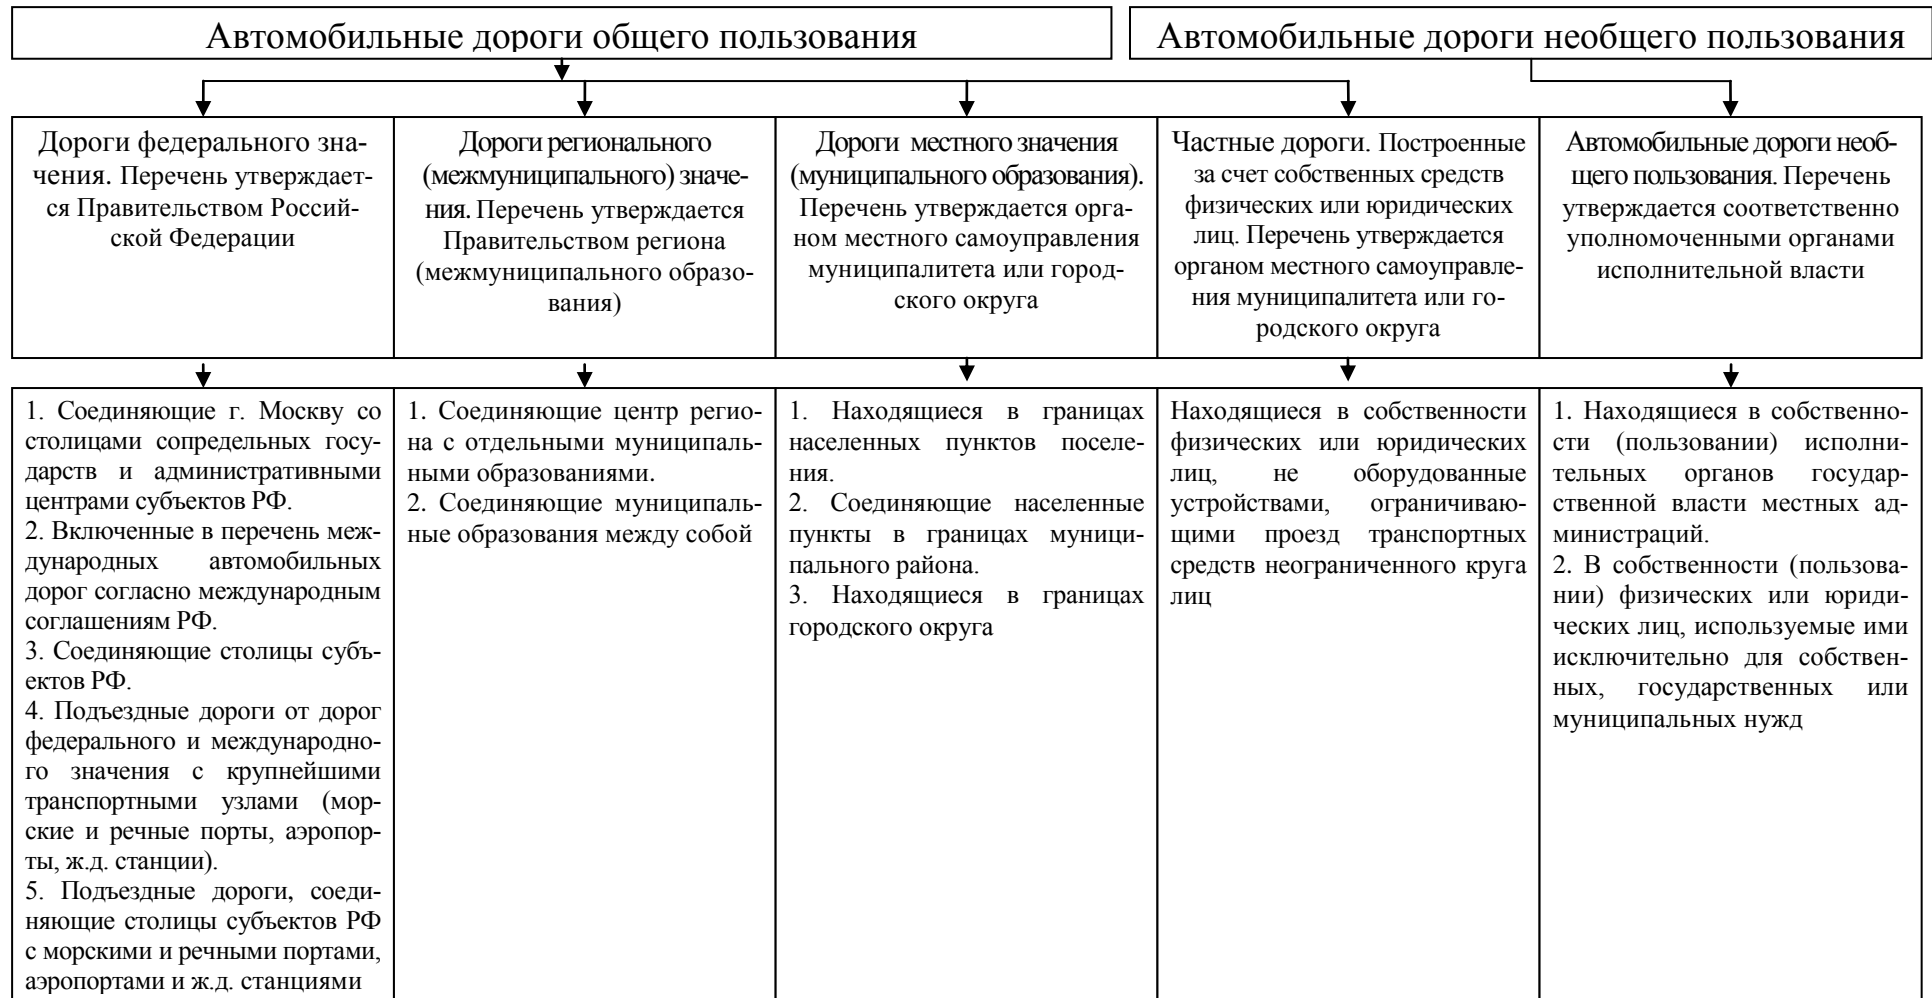 Автомобильные дороги общего пользования
Автомобильные дороги необщего пользования
Дороги федерального зна-
чения. Перечень утверждает-
ся Правительством Россий-
ской Федерации
Дороги регионального
(межмуниципального) значе-
ния. Перечень утверждается
Правительством региона
(межмуниципального образо-
вания)
Дороги местного значения
(муниципального образования).
Перечень утверждается орга-
ном местного самоуправления
муниципалитета или город-
ского округа
Частные дороги. Построенные
за счет собственных средств
физических или юридических
лиц. Перечень утверждается
органом местного самоуправле-
ния муниципалитета или го-
родского округа
Автомобильные дороги необ-
щего пользования. Перечень
утверждается соответственно
уполномоченными органами
исполнительной власти
1. Соединяющие г. Москву со
столицами сопредельных госу-
дарств и административными
центрами субъектов РФ.
2. Включенные в перечень меж-
дународных автомобильных
дорог согласно международным
соглашениям РФ.
3. Соединяющие столицы субъ-
ектов РФ.
4. Подъездные дороги от дорог
федерального и международно-
го значения с крупнейшими
транспортными узлами (мор-
ские и речные порты, аэропор-
ты, ж.д. станции).
5. Подъездные дороги, соеди-
няющие столицы субъектов РФ
с морскими и речными портами,
аэропортами и ж.д. станциями
1. Соединяющие центр регио-
на с отдельными муниципаль-
ными образованиями.
2. Соединяющие муниципаль-
ные образования между собой
1. Находящиеся в границах
населенных пунктов поселе-
ния.
2. Соединяющие населенные
пункты в границах муници-
пального района.
3. Находящиеся в границах
городского округа
Находящиеся в собственности
физических или юридических
лиц, не оборудованные
устройствами, ограничиваю-
щими проезд транспортных
средств неограниченного круга
лиц
1. Находящиеся в собственно-
сти (пользовании) исполни-
тельных органов государ-
ственной власти местных ад-
министраций.
2. В собственности (пользова-
нии) физических или юриди-
ческих лиц, используемые ими
исключительно для собствен-
ных, государственных или
муниципальных нужд